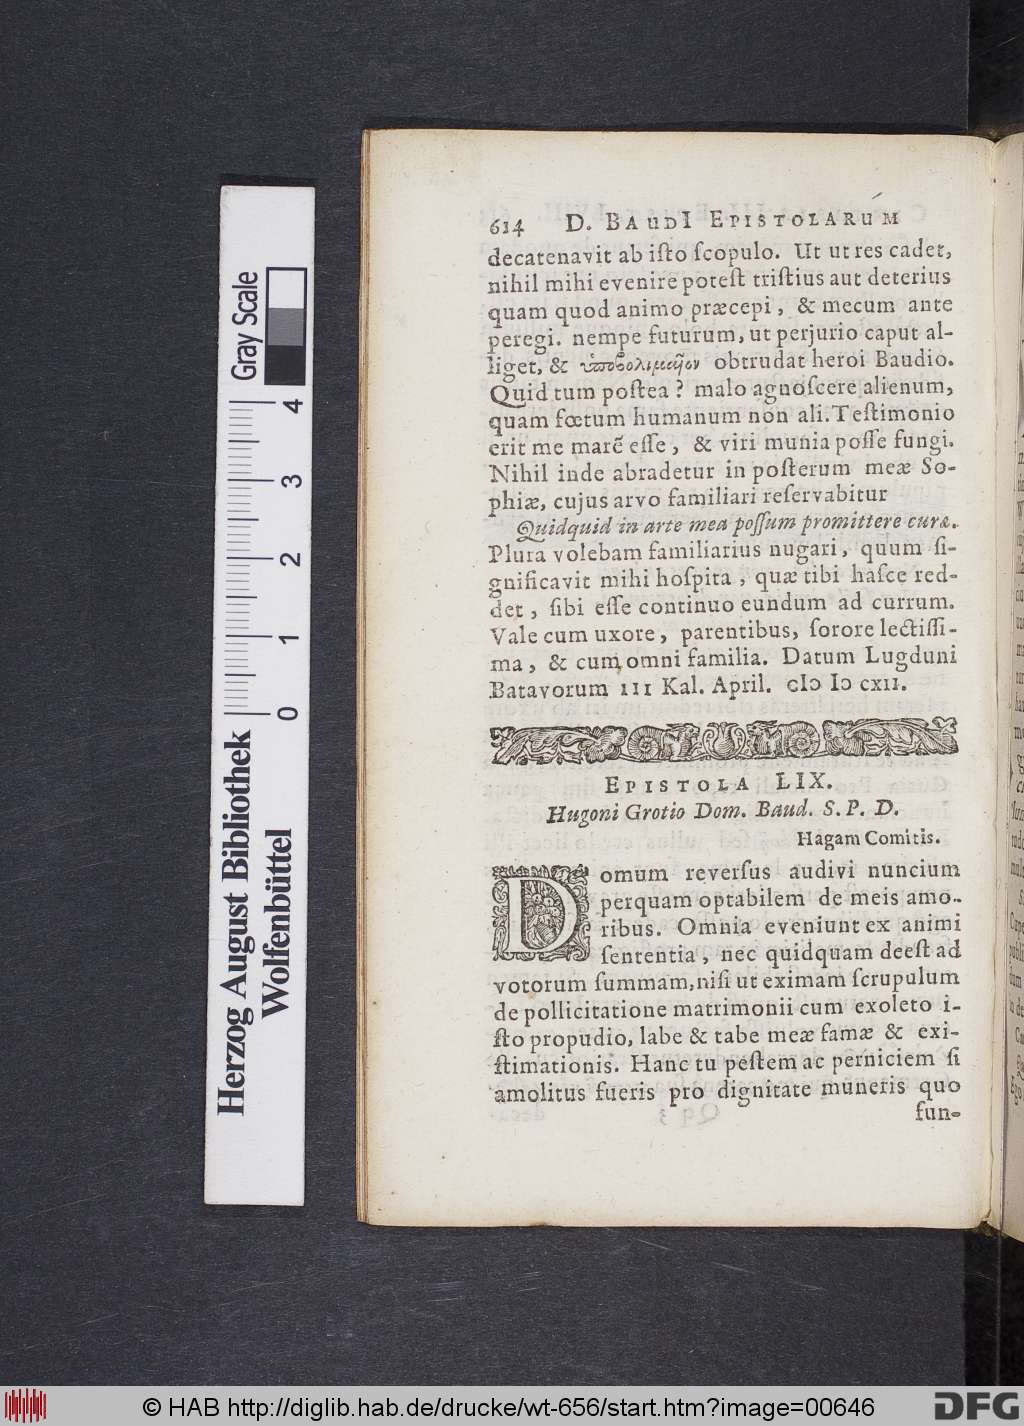 614 D. BAUDI EPISTOLARUM
decatenavit ab iſto ſcopulo. Ut ut res cadet,
nihil mihi evenire poteſt triſtius aut deterius
quam quod animo præcepi, & mecum ante
peregi. nempe futurum, ut perjurio caput al-
liget, & ὑποβολιμαῖον obtrudat heroi Baudio.
Quid tum poſtea? malo agnoſcere alienum,
quam fœtum humanum non ali. Teſtimonio
erit me marẽ eſſe, & viri munia poſſe fungi.
Nihil inde abradetur in poſterum meæ So-
phiæ, cujus arvo familiari reſervabitur
Quidquid in arte mea poſſum promittere curæ.
Plura volebam familiarius nugari, quum ſi-
gnificavit mihi hoſpita, quæ tibi haſce red-
det, ſibi eſſe continuo eundum ad currum.
Vale cum uxore, parentibus, ſorore lectiſſi-
ma, & cum omni familia. Datum Lugduni
Batavorum III Kal. April. CIↃ IↃ CXII.
EPISTOLA LIX.
Hugoni Grotio Dom. Baud. S. P. D.
Hagam Comitis.
Domum reverſus audivi nuncium
perquam optabilem de meis amo-
ribus. Omnia eveniunt ex animi
ſententia, nec quidquam deeſt ad
votorum ſummam, niſi ut eximam ſcrupulum
de pollicitatione matrimonii cum exoleto i-
ſto propudio, labe & tabe meæ famæ & exi-
ſtimationis. Hanc tu peſtem ac perniciem ſi
amolitus fueris pro dignitate muneris quo
fun-
Gray Scale
4 3 2 1 0
Herzog August Bibliothek
Wolfenbüttel
© HAB http://diglib.hab.de/drucke/wt-656/start.htm?image=00646
DFG